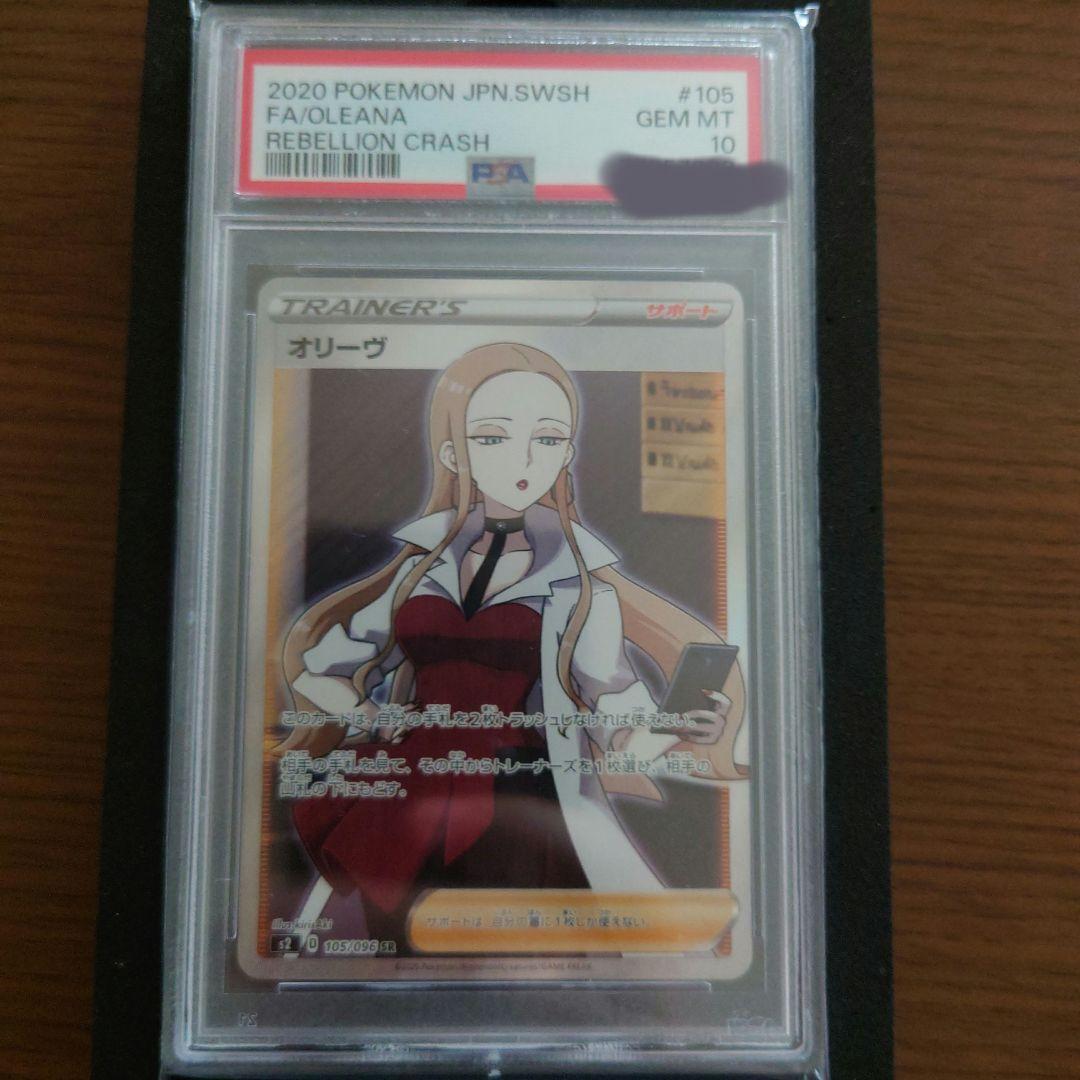 2020 POKEMON JPN.SWSH #105
FA/OLEANA GEM MT
REBELLION CRASH 10
PSA
TRAINER'S サポート
オリーヴ
このカードは、自分の手札を2枚トラッシュしなければ使えない。
相手の手札を見て、その中からトレーナーズを1枚選び、相手の
山札の下にもどす。
サポートは、自分の番に1枚しか使えない。
illus. kirisAki
s2 D 105/096 SR